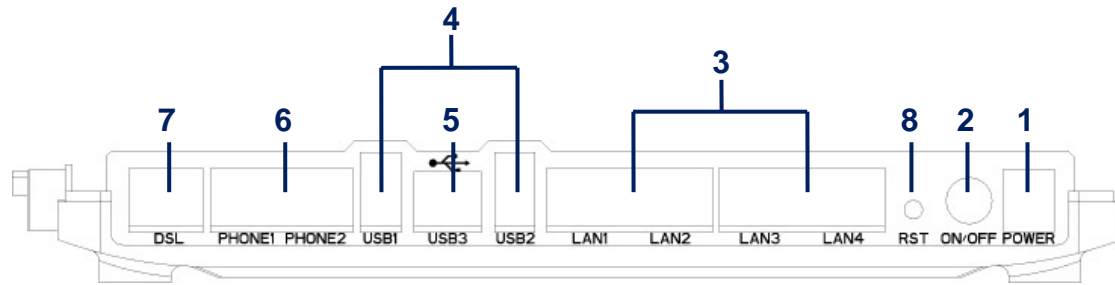 4
3
7 6 5 8 2 1
DSL PHONE1 PHONE2 USB1 USB3 USB2 LAN1 LAN2 LAN3 LAN4 RST ON/OFF POWER